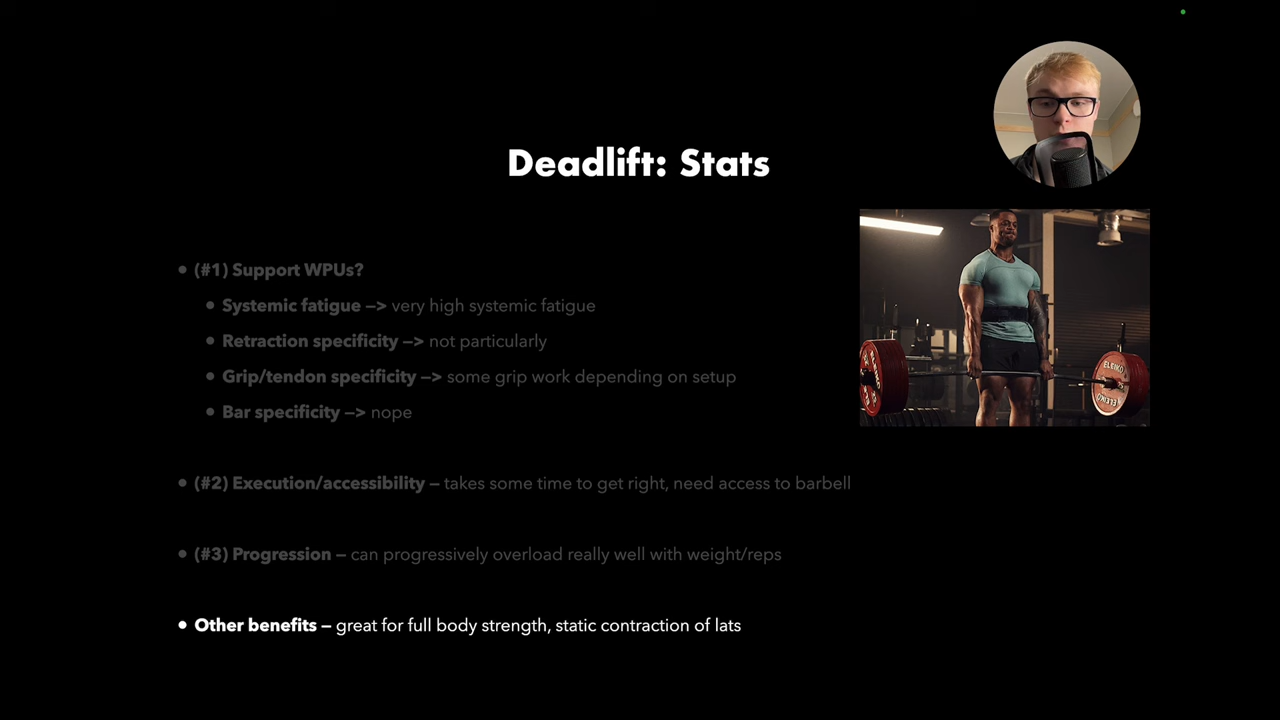 Deadlift: Stats
• (#1) Support WPUs?
• Systemic fatigue —> very high systemic fatigue
• Retraction specificity —> not particularly
• Grip/tendon specificity —> some grip work depending on setup
• Bar specificity —> nope
• (#2) Execution/accessibility – takes some time to get right, need access to barbell
• (#3) Progression – can progressively overload really well with weight/reps
• Other benefits – great for full body strength, static contraction of lats
ELEIKO
ELEIKO
ELEIKO